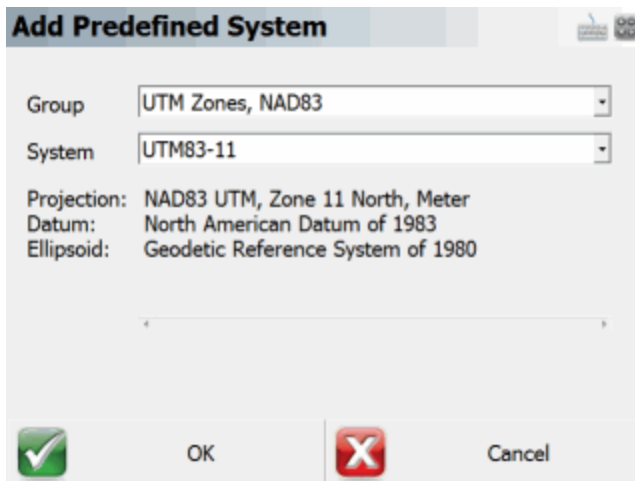 Add Predefined System
Group UTM Zones, NAD83
System UTM83-11
Projection: NAD83 UTM, Zone 11 North, Meter
Datum: North American Datum of 1983
Ellipsoid: Geodetic Reference System of 1980
OK Cancel